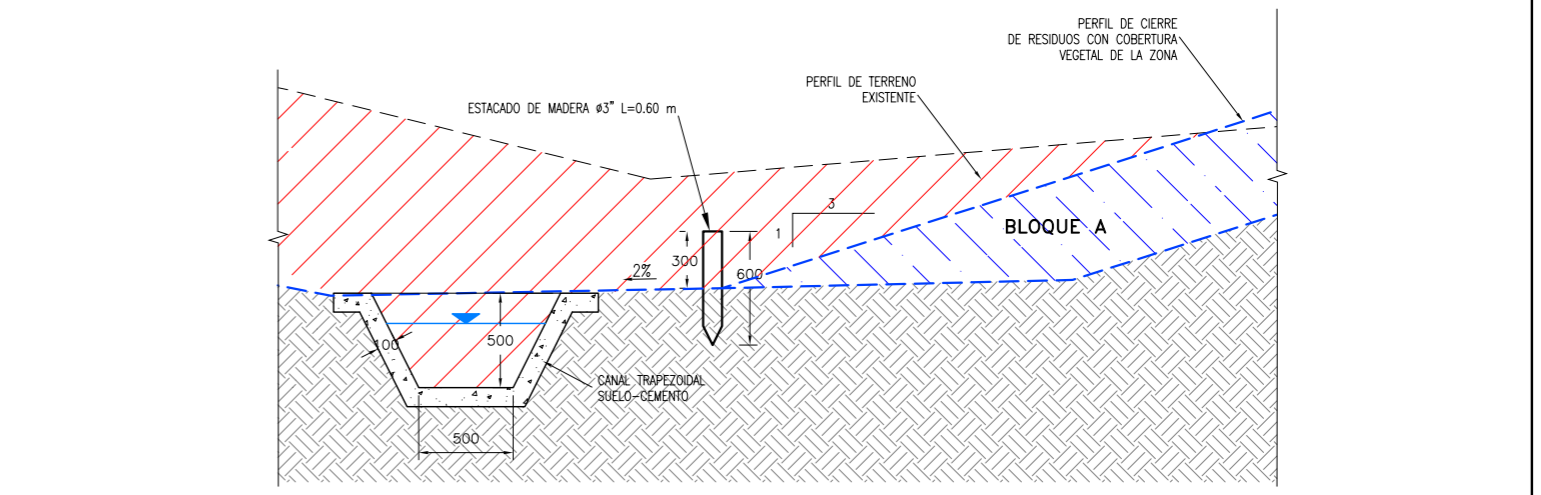 PERFIL DE CIERRE
DE RESIDUOS CON COBERTURA
VEGETAL DE LA ZONA
PERFIL DE TERRENO
EXISTENTE
ESTACADO DE MADERA ø3" L=0.60 m
3
1
BLOQUE A
300
600
2%
100
500
CANAL TRAPEZOIDAL
SUELO-CEMENTO
500